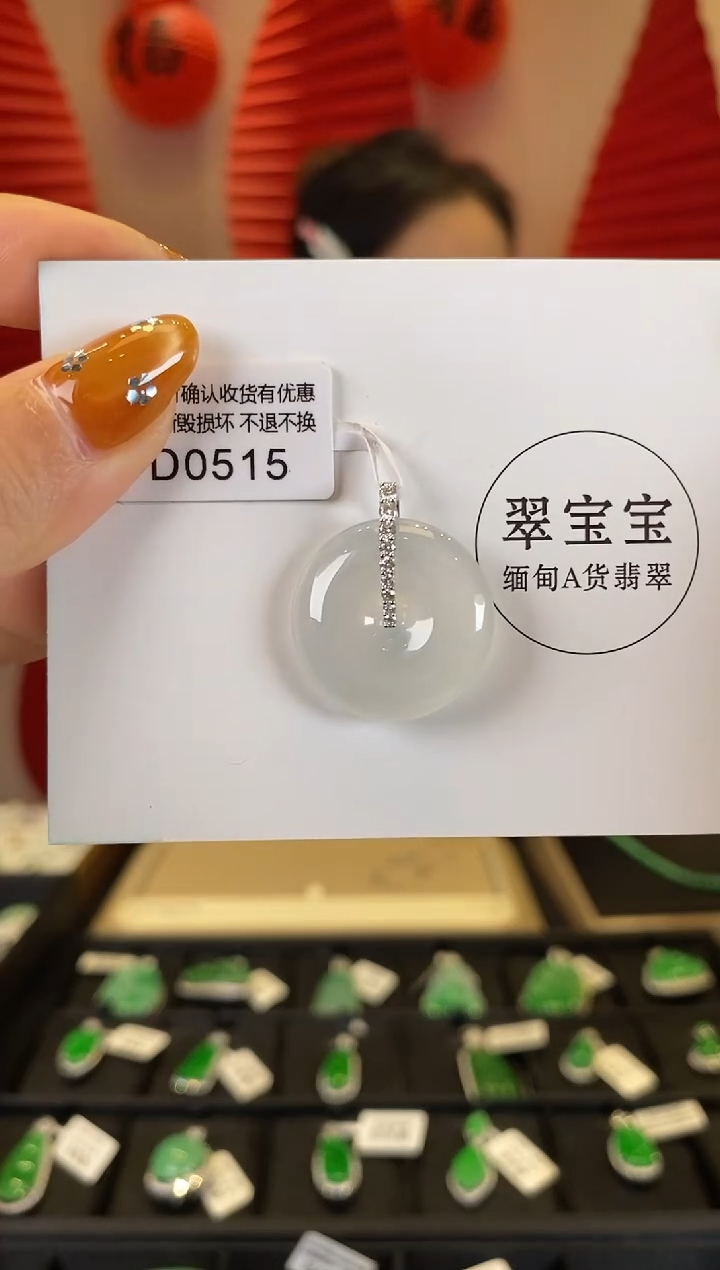 确认收货有优惠
毁损坏 不退不换
D0515
翠宝宝
缅甸A货翡翠